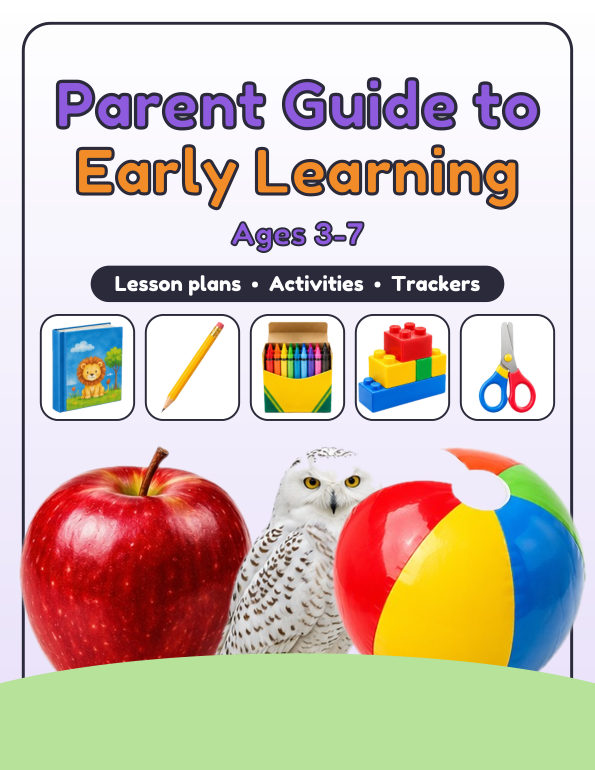 Parent Guide to
Early Learning
Ages 3-7
Lesson plans • Activities • Trackers